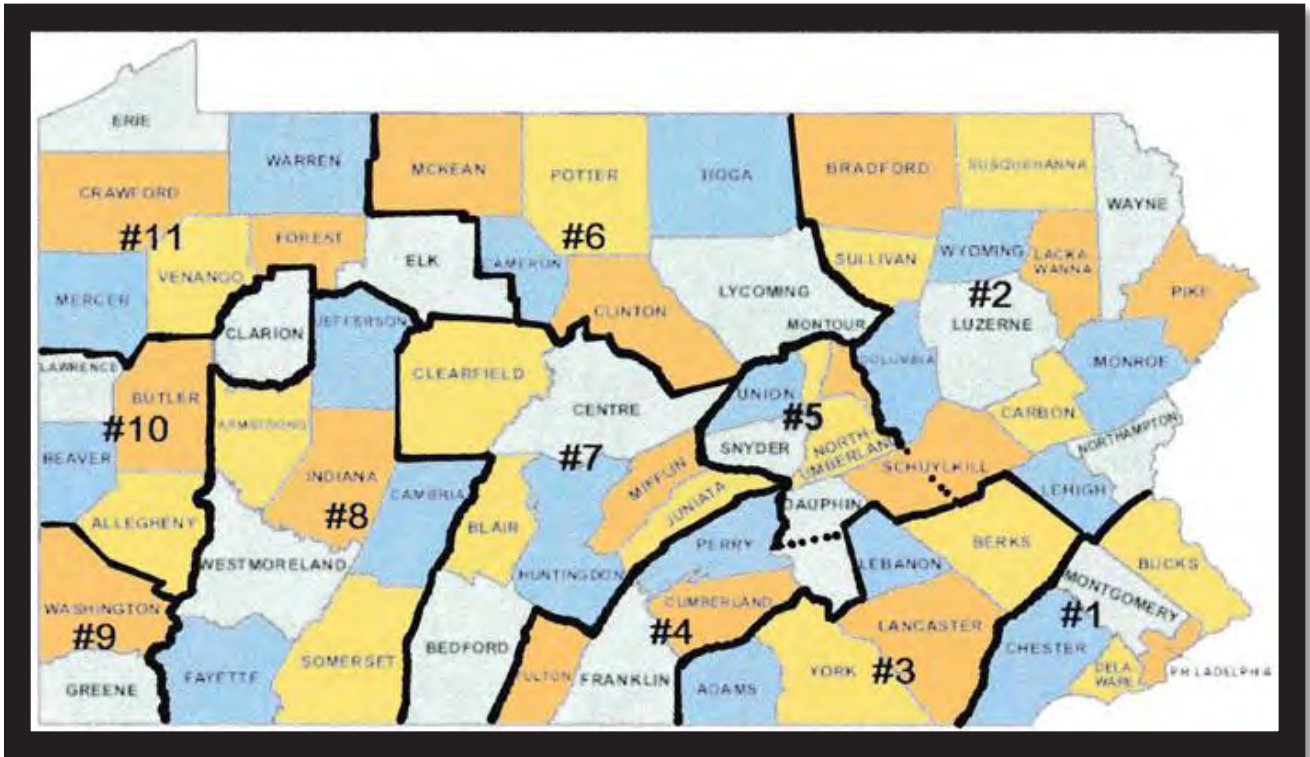 ERIE
WARREN
MCKEAN
POTTER
TIOGA
BRADFORD
SUSQUEHANNA
WAYNE
CRAWFORD
#11
FOREST
#6
VENANGO
ELK
CAMERON
SULLIVAN
WYOMING
LACKA
WANNA
PIKE
MERCER
LYCOMING
#2
CLINTON
LUZERNE
MONTOUR
CLARION
JEFFERSON
COLUMBIA
MONROE
LAWRENCE
CLEARFIELD
BUTLER
CENTRE
UNION
#5
CARBON
#10
ARMSTRONG
SNYDER
NORTH
UMBERLAND
NORTHAMPTON
BEAVER
#7
SCHUYLKILL
INDIANA
MIFFLIN
LEHIGH
CAMBRIA
JUNIATA
DAUPHIN
#8
ALLEGHENY
BLAIR
PERRY
BERKS
WESTMORELAND
HUNTINGDON
LEBANON
BUCKS
MONTGOMERY
WASHINGTON
CUMBERLAND
#1
#9
#4
LANCASTER
CHESTER
BEDFORD
SOMERSET
FAYETTE
FULTON
FRANKLIN
YORK
#3
DELA
WARE
PHILADELPHIA
GREENE
ADAMS